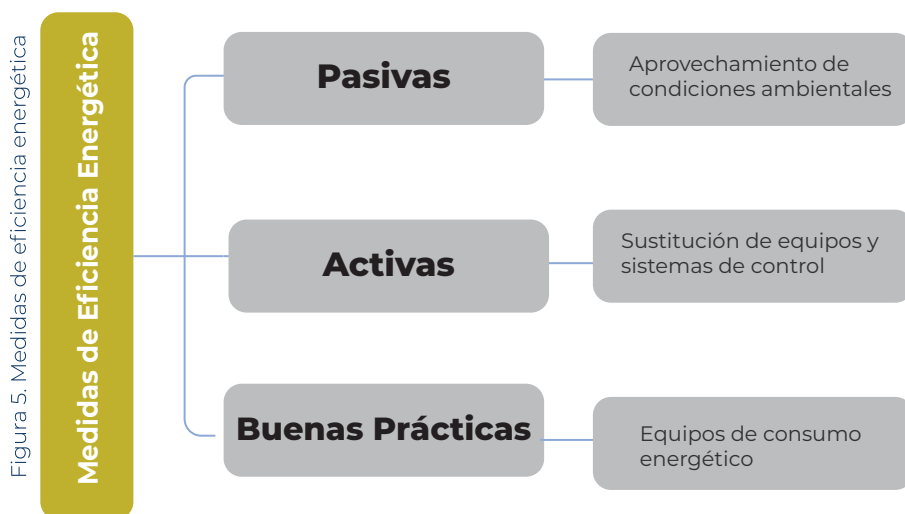 Figura 5. Medidas de eficiencia energética
Medidas de Eficiencia Energética
Pasivas
Aprovechamiento de
condiciones ambientales
Activas
Sustitución de equipos y
sistemas de control
Buenas Prácticas
Equipos de consumo
energético